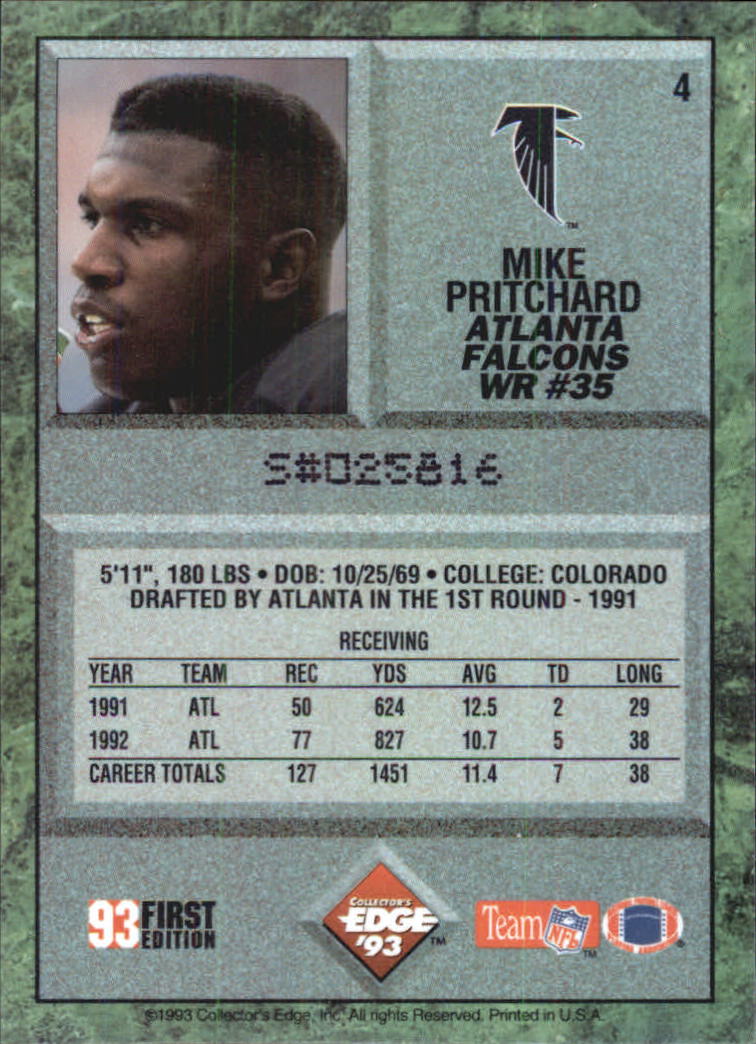 4
™
MIKE
PRITCHARD
ATLANTA
FALCONS
WR #35
S#025816
5'11", 180 LBS • DOB: 10/25/69 • COLLEGE: COLORADO
DRAFTED BY ATLANTA IN THE 1ST ROUND - 1991
RECEIVING
YEAR TEAM REC YDS AVG TD LONG
1991 ATL 50 624 12.5 2 29
1992 ATL 77 827 10.7 5 38
CAREER TOTALS 127 1451 11.4 7 38
93 FIRST
EDITION
COLLECTOR'S
EDGE
'93 ™
Team NFL ™
®
©1993 Collector's Edge, Inc. All rights Reserved. Printed in U.S.A.